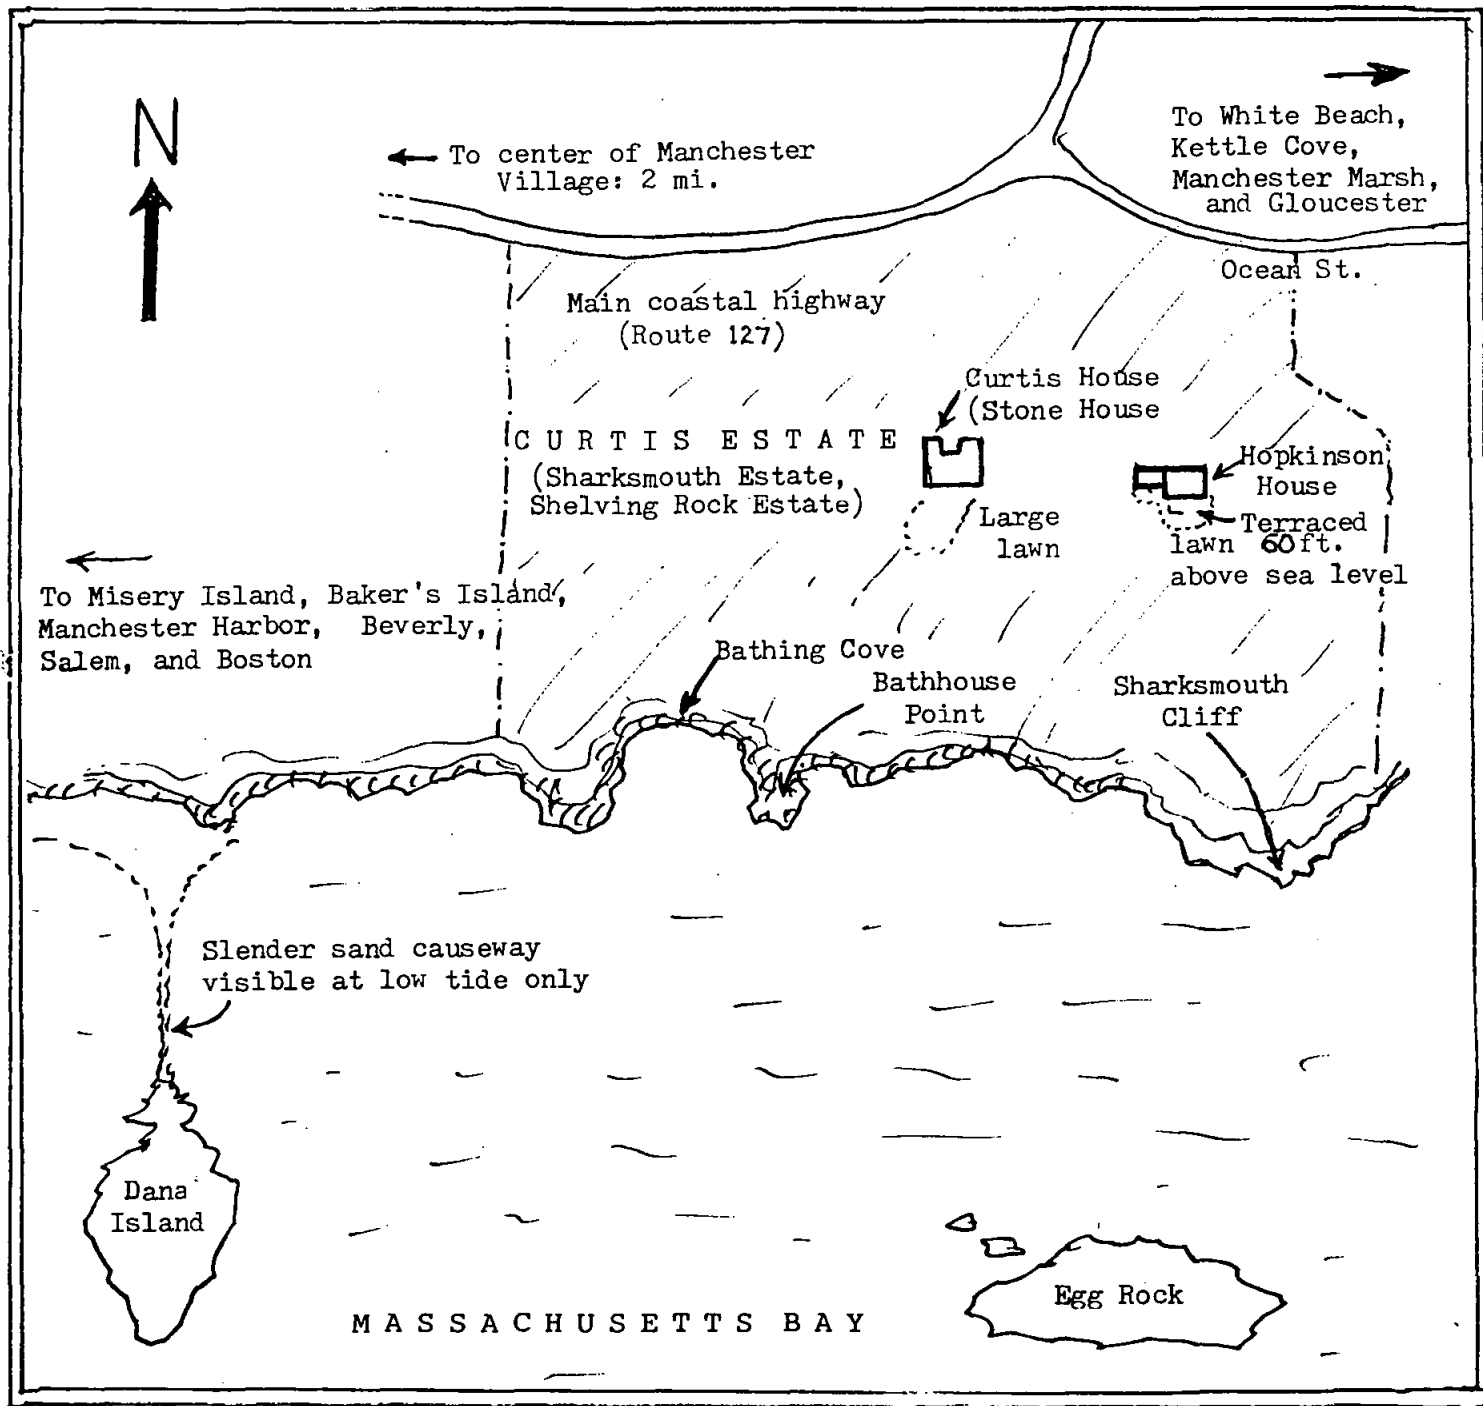 N
To center of Manchester
Village: 2 mi.
To White Beach,
Kettle Cove,
Manchester Marsh,
and Gloucester
Ocean St.
Main coastal highway
(Route 127)
Curtis House
(Stone House
CURTIS ESTATE
(Sharksmouth Estate,
Shelving Rock Estate)
Hopkinson
House
Large
lawn
Terraced
lawn 60ft.
above sea level
To Misery Island, Baker's Island,
Manchester Harbor, Beverly,
Salem, and Boston
Bathing Cove
Bathhouse
Point
Sharksmouth
Cliff
Slender sand causeway
visible at low tide only
Dana
Island
Egg Rock
MASSACHUSETTS BAY